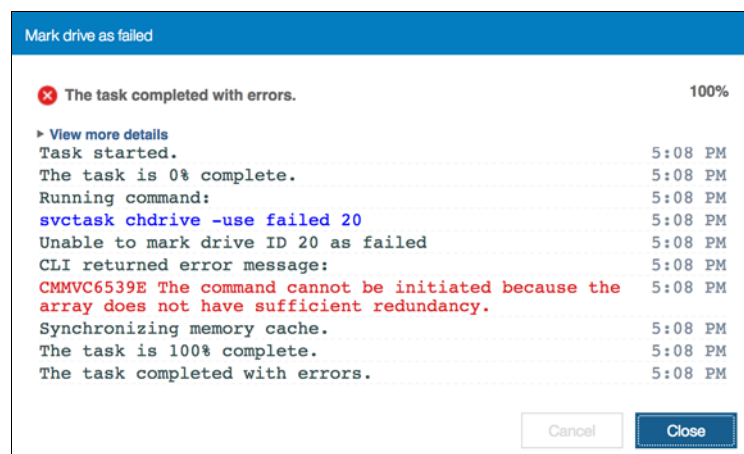 Mark drive as failed
The task completed with errors. 100%
View more details
Task started. 5:08 PM
The task is 0% complete. 5:08 PM
Running command: 5:08 PM
svctask chdrive -use failed 20 5:08 PM
Unable to mark drive ID 20 as failed 5:08 PM
CLI returned error message: 5:08 PM
CMMVC6539E The command cannot be initiated because the 5:08 PM
array does not have sufficient redundancy.
Synchronizing memory cache. 5:08 PM
The task is 100% complete. 5:08 PM
The task completed with errors. 5:08 PM
Cancel Close